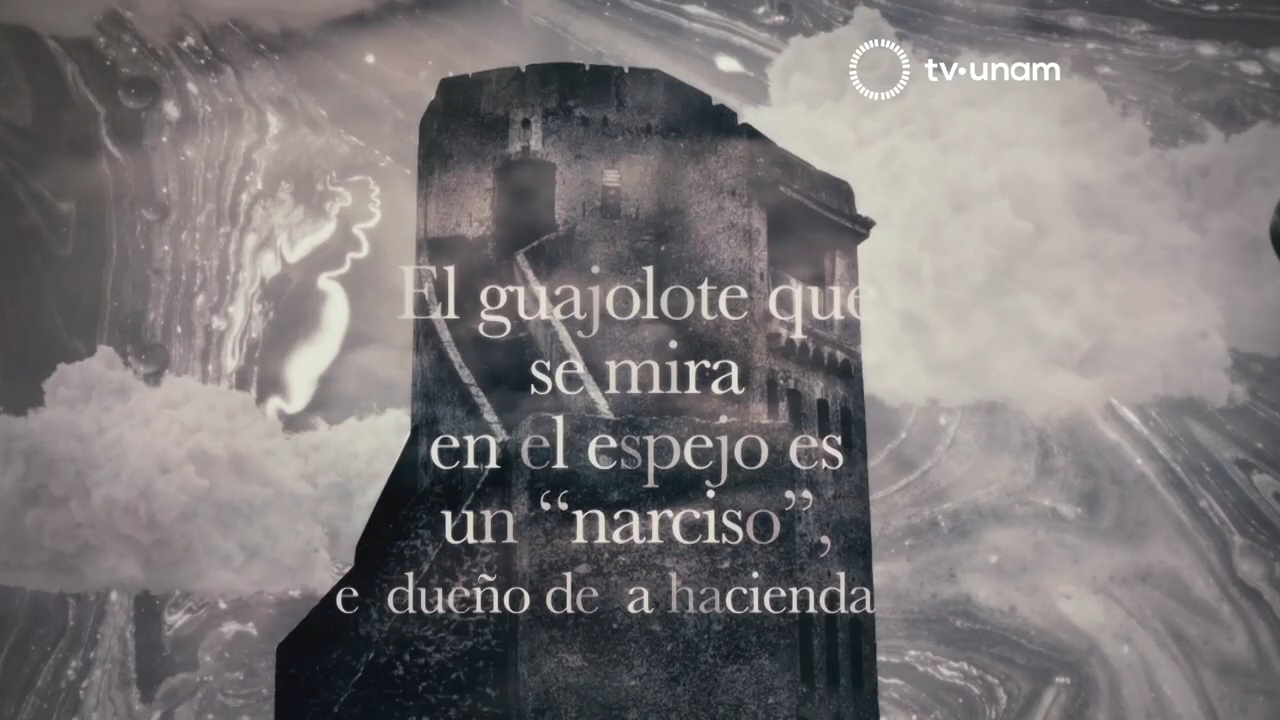 tv·unam
El guajolote que
se mira
en el espejo es
un “narciso”,
e dueño de a hacienda